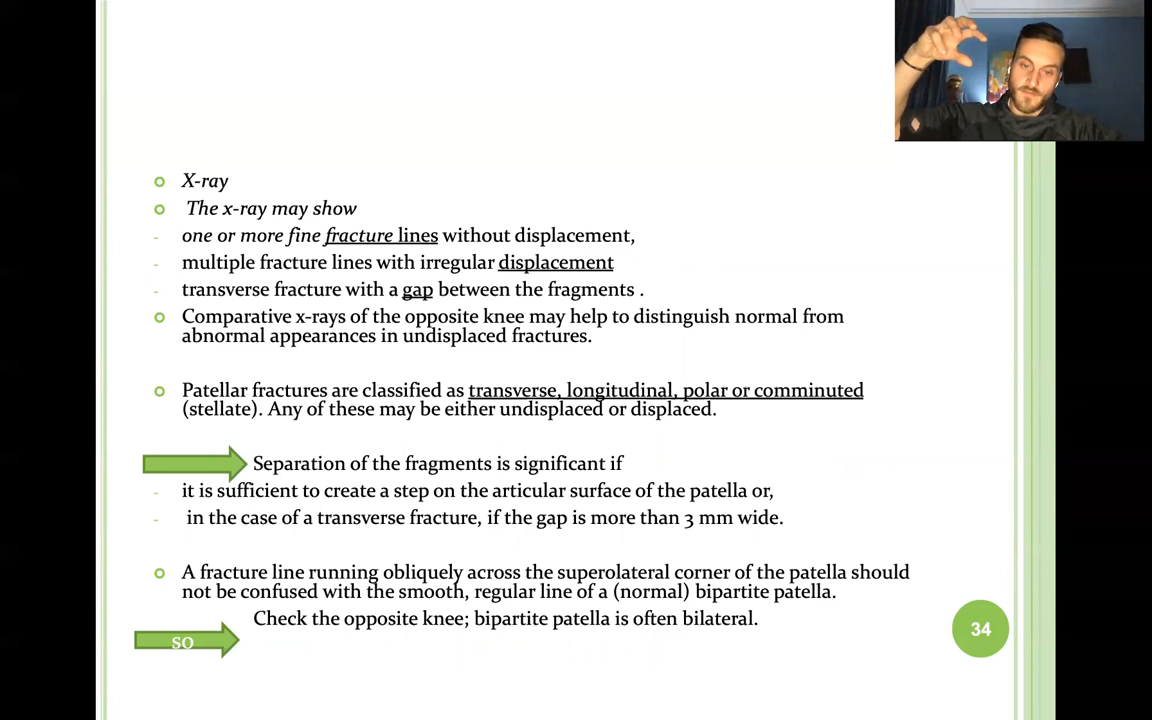 X-ray
The x-ray may show
- one or more fine fracture lines without displacement,
- multiple fracture lines with irregular displacement
- transverse fracture with a gap between the fragments .
Comparative x-rays of the opposite knee may help to distinguish normal from
abnormal appearances in undisplaced fractures.
Patellar fractures are classified as transverse, longitudinal, polar or comminuted
(stellate). Any of these may be either undisplaced or displaced.
Separation of the fragments is significant if
- it is sufficient to create a step on the articular surface of the patella or,
- in the case of a transverse fracture, if the gap is more than 3 mm wide.
A fracture line running obliquely across the superolateral corner of the patella should
not be confused with the smooth, regular line of a (normal) bipartite patella.
Check the opposite knee; bipartite patella is often bilateral.
SO
34